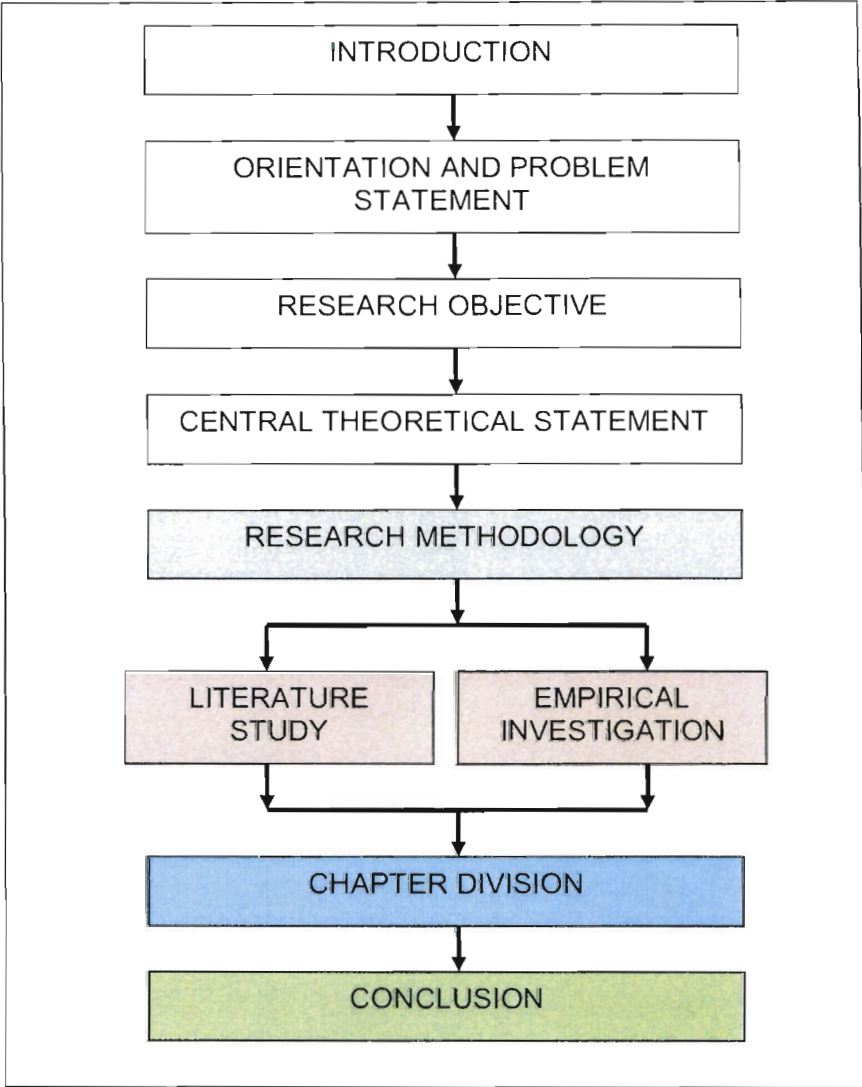 INTRODUCTION
ORIENTATION AND PROBLEM
STATEMENT
RESEARCH OBJECTIVE
CENTRAL THEORETICAL STATEMENT
RESEARCH METHODOLOGY
LITERATURE
STUDY
EMPIRICAL
INVESTIGATION
CHAPTER DIVISION
CONCLUSION